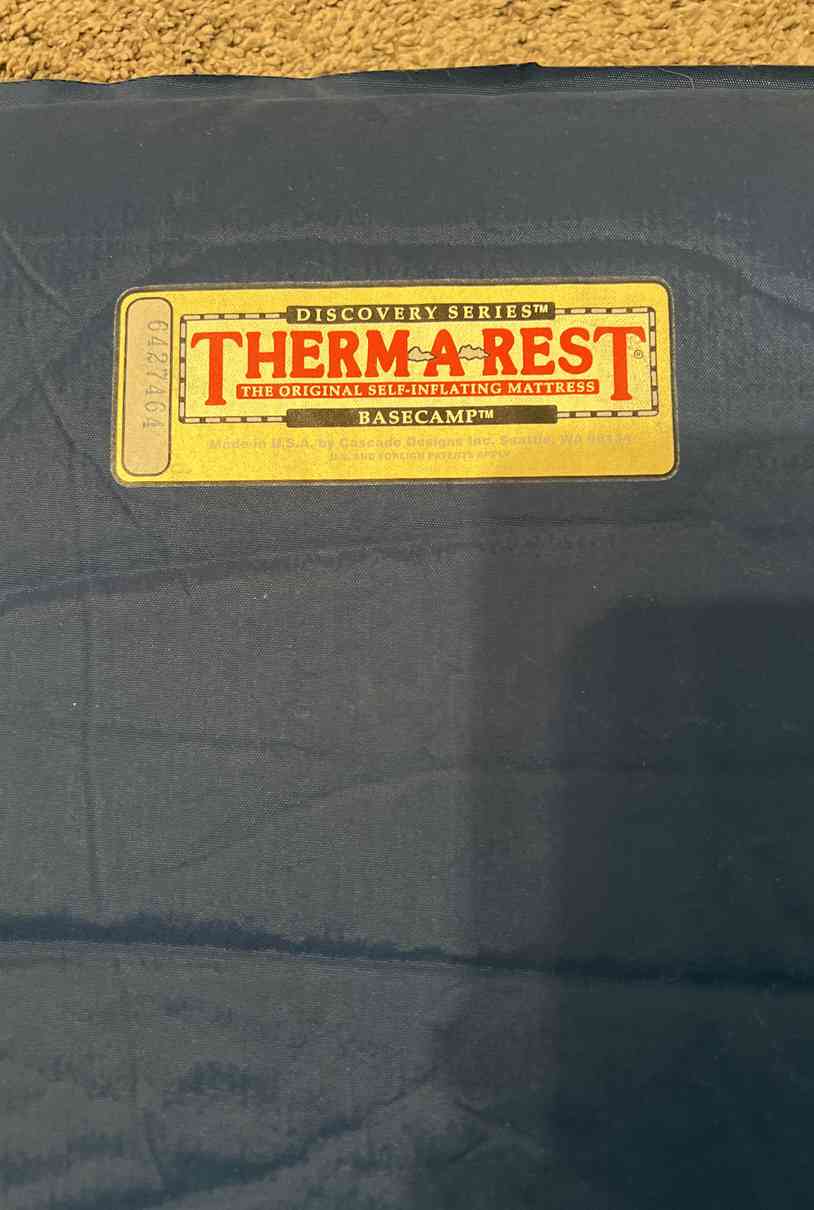 6427464
DISCOVERY SERIES™
THERM-A-REST®
THE ORIGINAL SELF-INFLATING MATTRESS
BASECAMP™
Made in U.S.A. by Cascade Designs Inc. Seattle, WA 98134
U.S. AND FOREIGN PATENTS APPLY